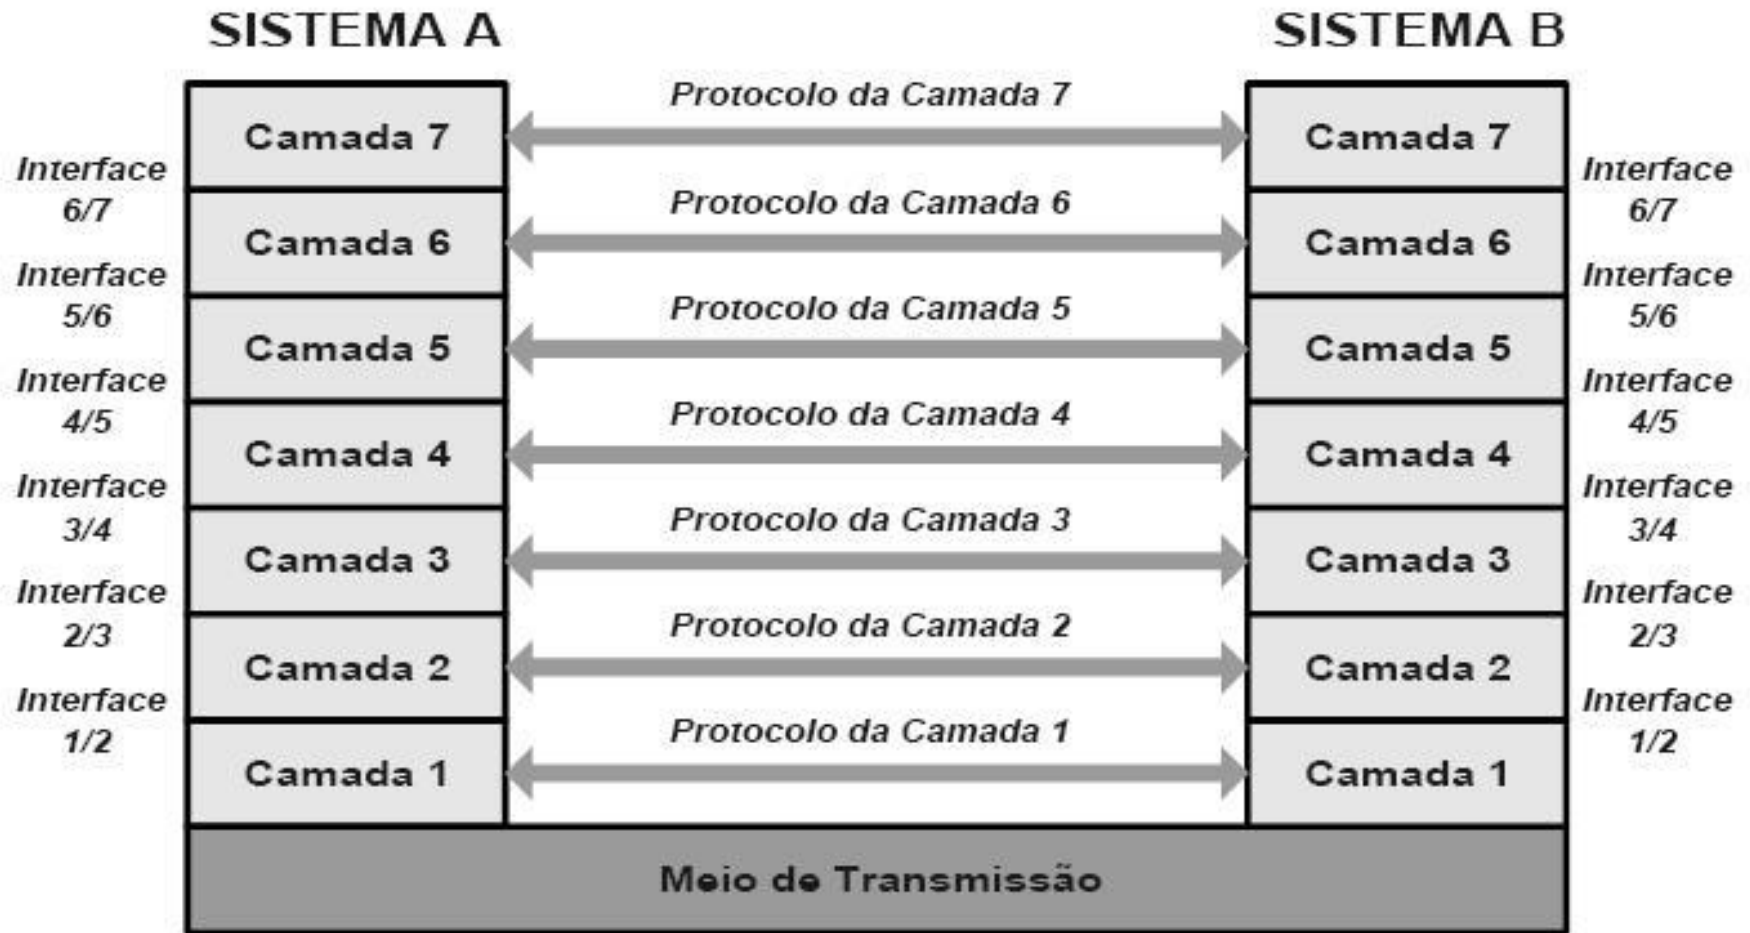 SISTEMA A
SISTEMA B
Protocolo da Camada 7
Camada 7
Camada 7
Interface
6/7
Interface
6/7
Protocolo da Camada 6
Camada 6
Camada 6
Interface
5/6
Interface
5/6
Protocolo da Camada 5
Camada 5
Camada 5
Interface
4/5
Interface
4/5
Protocolo da Camada 4
Camada 4
Camada 4
Interface
3/4
Interface
3/4
Protocolo da Camada 3
Camada 3
Camada 3
Interface
2/3
Interface
2/3
Protocolo da Camada 2
Camada 2
Camada 2
Interface
1/2
Interface
1/2
Protocolo da Camada 1
Camada 1
Camada 1
Meio de Transmissão